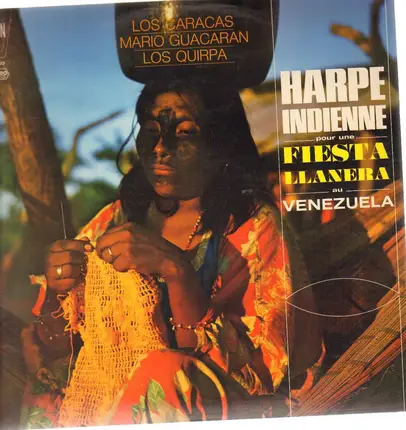 LOS CARACAS
MARIO GUACARAN
LOS QUIRPA
HARPE
INDIENNE
pour une
FIESTA
LLANERA
au
VENEZUELA